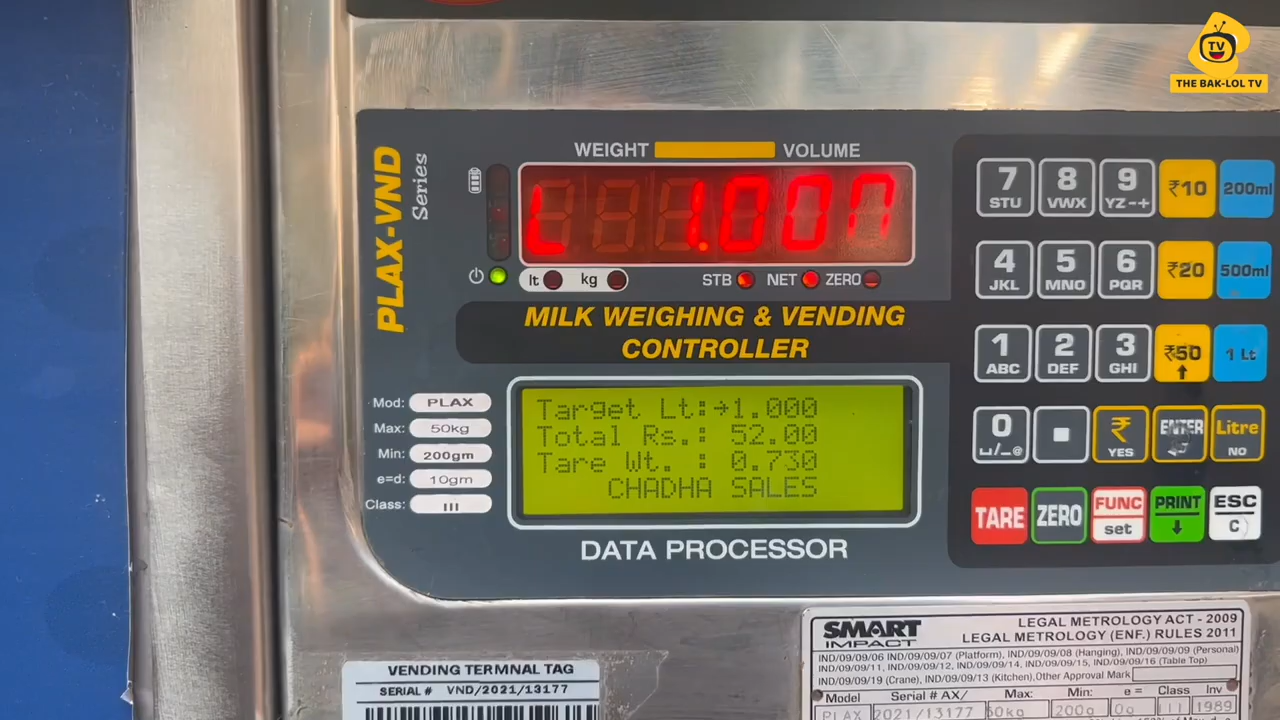 TV
THE BAK-LOL TV
PLAX-VND
Series
WEIGHT VOLUME
L 1.00
lt kg STB NET ZERO
MILK WEIGHING & VENDING
CONTROLLER
Mod: PLAX
Max: 50kg
Min: 200gm
e=d: 10gm
Class: III
Target Lt:→1.000
Total Rs.: 52.00
Tare Wt. : 0.730
CHADHA SALES
DATA PROCESSOR
7 8 9 ₹10 200ml
STU VWX YZ-+
4 5 6 ₹20 500ml
JKL MNO PQR
1 2 3 ₹50 1 Lt
ABC DEF GHI ↑
0 ■ ₹ ENTER Litre
␣/_@ YES NO
TARE ZERO FUNC PRINT ESC
set ↓ C
VENDING TERMNAL TAG
SERIAL # VND/2021/13177
SMART
IMPACT
LEGAL METROLOGY ACT - 2009
LEGAL METROLOGY (ENF.) RULES 2011
IND/09/09/06 IND/09/09/07 (Platform), IND/09/09/08 (Hanging), IND/09/09/09 (Personal)
IND/09/09/11, IND/09/09/12, IND/09/09/14, IND/09/09/15, IND/09/09/16 (Table Top)
IND/09/09/19 (Crane), IND/09/09/13 (Kitchen),Other Approval Mark
Model Serial # AX/ Max: Min: e = Class Inv
PLAX 2021/13177 50kg 200g III 1989